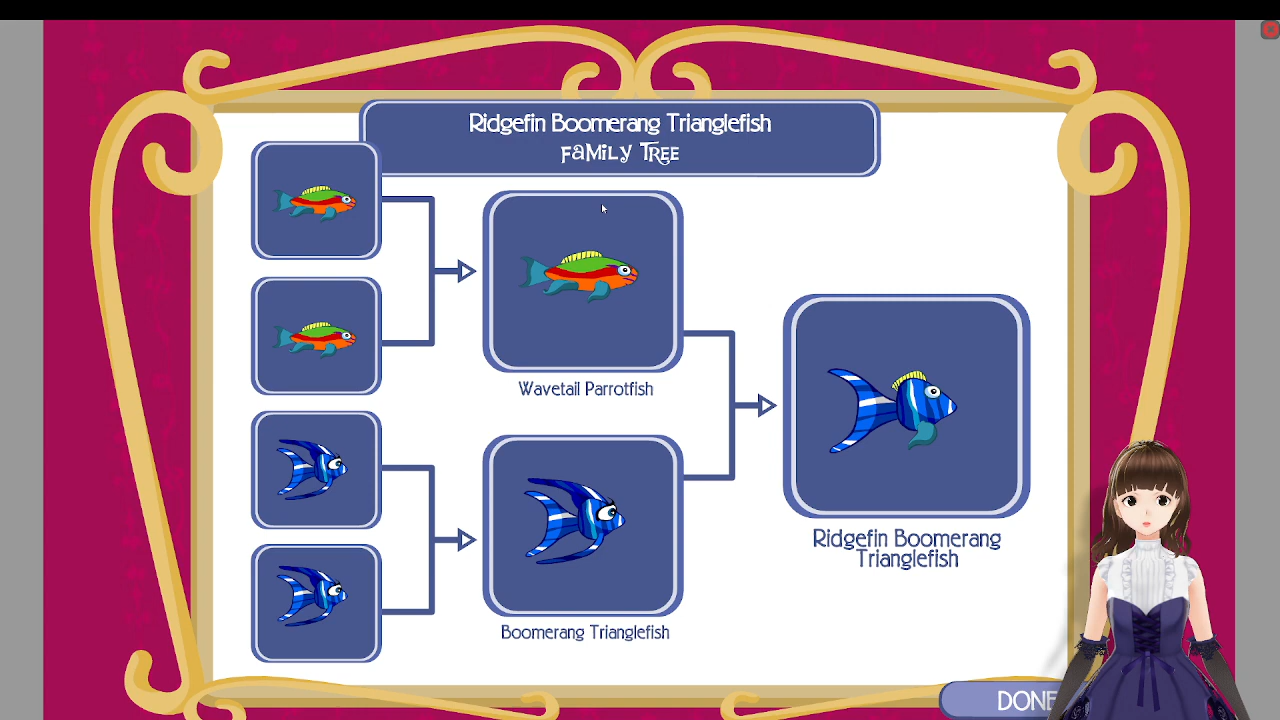 Ridgefin Boomerang Trianglefish
FaMiLY TREE
Wavetail Parrotfish
Ridgefin Boomerang
Trianglefish
Boomerang Trianglefish
DONE